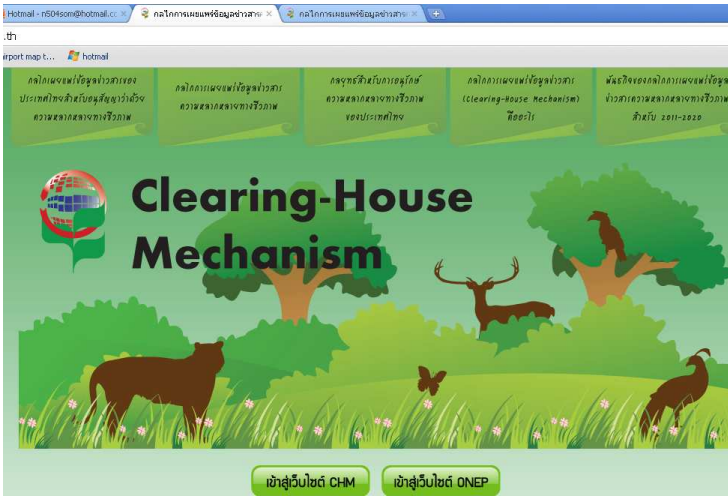 Hotmail - n504som@hotmail.cc
กลไกการเผยแพร่ข้อมูลข่าวสาร
กลไกการเผยแพร่ข้อมูลข่าวสาร
.th
irport map t...
hotmail
กลไกเผยแพร่ข้อมูลข่าวสารของ
ประเทศไทยสำหรับอนุสัญญาว่าด้วย
ความหลากหลายทางชีวภาพ
กลไกการเผยแพร่ข้อมูลข่าวสาร
ความหลากหลายทางชีวภาพ
กลยุทธ์สำหรับการอนุรักษ์
ความหลากหลายทางชีวภาพ
ของประเทศไทย
กลไกการเผยแพร่ข้อมูลข่าวสาร
(Clearing-House Mechanism)
คืออะไร
พันธกิจของกลไกการเผยแพร่ข้อมูล
ข่าวสารความหลากหลายทางชีวภาพ
สำหรับ 2011-2020
Clearing-House
Mechanism
เข้าสู่เว็บไซต์ CHM
เข้าสู่เว็บไซต์ ONEP